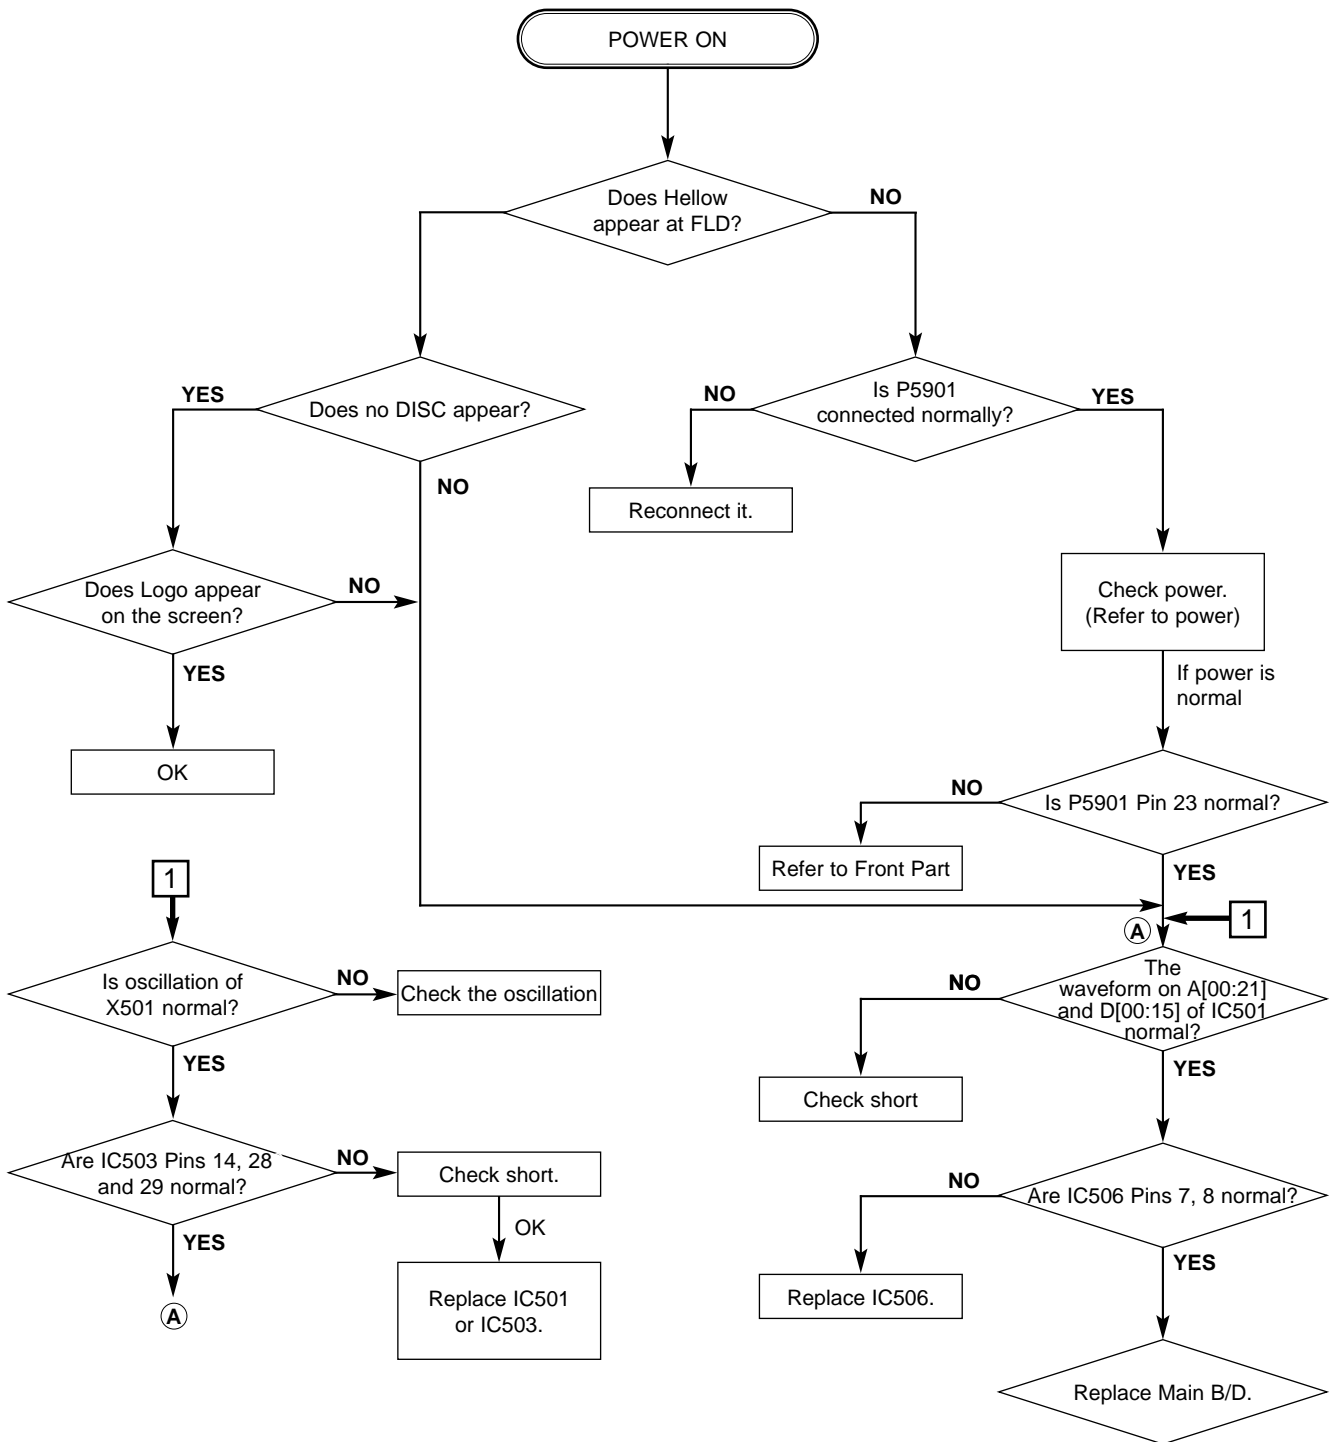 POWER ON
Does Hellow
appear at FLD?
NO
Does no DISC appear?
YES
NO
Is P5901
connected normally?
NO
YES
Reconnect it.
Does Logo appear
on the screen?
NO
YES
OK
Check power.
(Refer to power)
If power is
normal
Is P5901 Pin 23 normal?
NO
Refer to Front Part
YES
1
A
1
Is oscillation of
X501 normal?
NO
Check the oscillation
YES
The
waveform on A[00:21]
and D[00:15] of IC501
normal?
NO
Check short
YES
Are IC503 Pins 14, 28
and 29 normal?
NO
Check short.
OK
Replace IC501
or IC503.
YES
A
Are IC506 Pins 7, 8 normal?
NO
Replace IC506.
YES
Replace Main B/D.